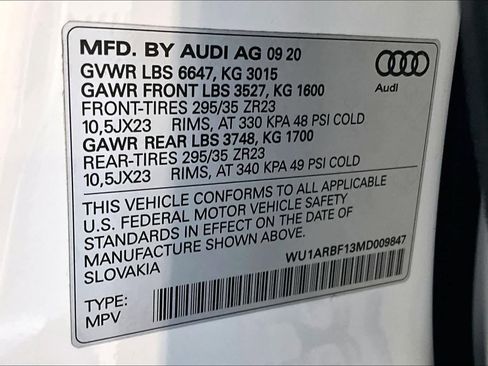 MFD. BY AUDI AG 09 20
GVWR LBS 6647, KG 3015
GAWR FRONT LBS 3527, KG 1600
FRONT-TIRES 295/35 ZR23
10,5JX23 RIMS, AT 330 KPA 48 PSI COLD
GAWR REAR LBS 3748, KG 1700
REAR-TIRES 295/35 ZR23
10,5JX23 RIMS, AT 340 KPA 49 PSI COLD
Audi
THIS VEHICLE CONFORMS TO ALL APPLICABLE
U.S. FEDERAL MOTOR VEHICLE SAFETY
STANDARDS IN EFFECT ON THE DATE OF
MANUFACTURE SHOWN ABOVE.
SLOVAKIA
WU1ARBF13MD009847
TYPE:
MPV